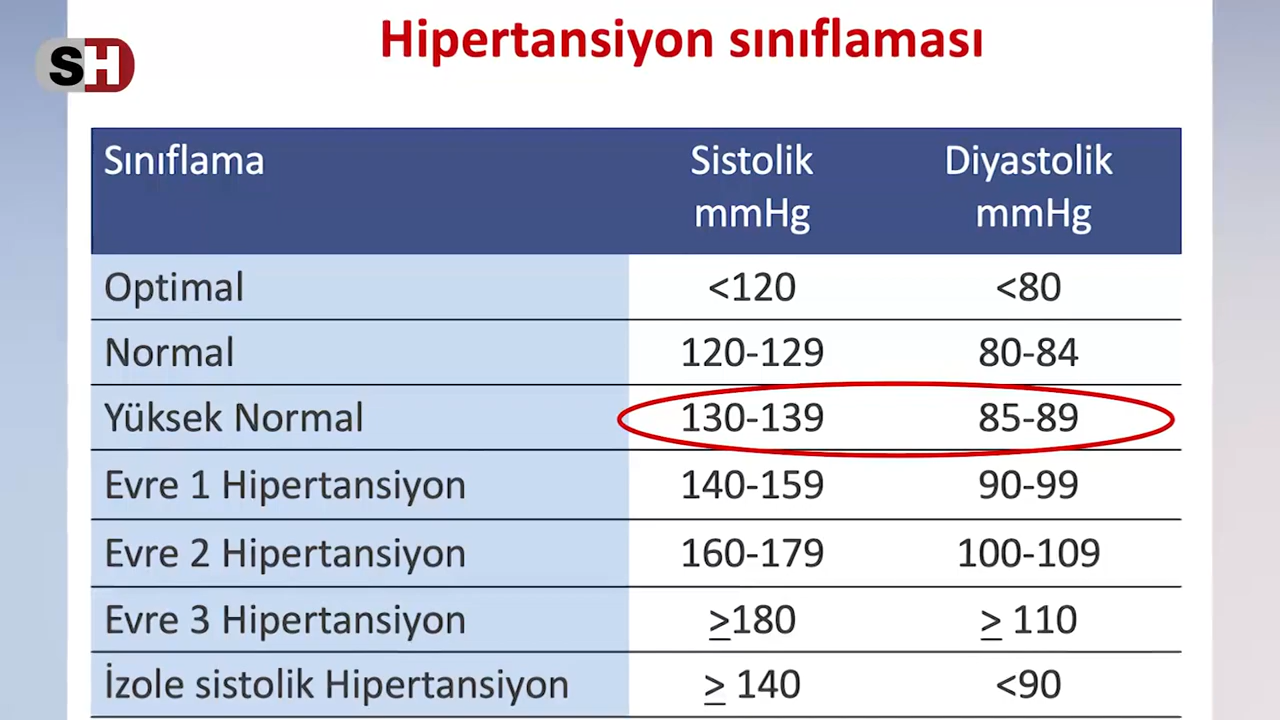 Hipertansiyon sınıflaması
SH
Sınıflama Sistolik mmHg Diyastolik mmHg
Optimal <120 <80
Normal 120-129 80-84
Yüksek Normal 130-139 85-89
Evre 1 Hipertansiyon 140-159 90-99
Evre 2 Hipertansiyon 160-179 100-109
Evre 3 Hipertansiyon ≥180 ≥ 110
İzole sistolik Hipertansiyon ≥ 140 <90